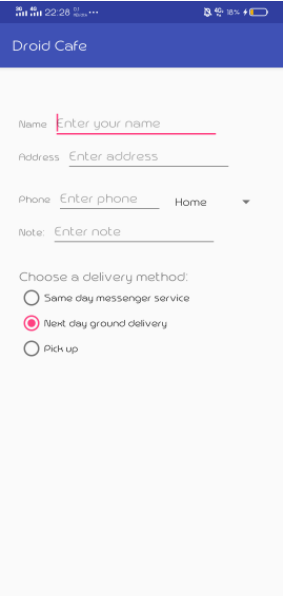 22:28
18%
Droid Cafe
Name Enter your name
Address Enter address
Phone Enter phone Home
Note: Enter note
Choose a delivery method:
Same day messenger service
Next day ground delivery
Pick up